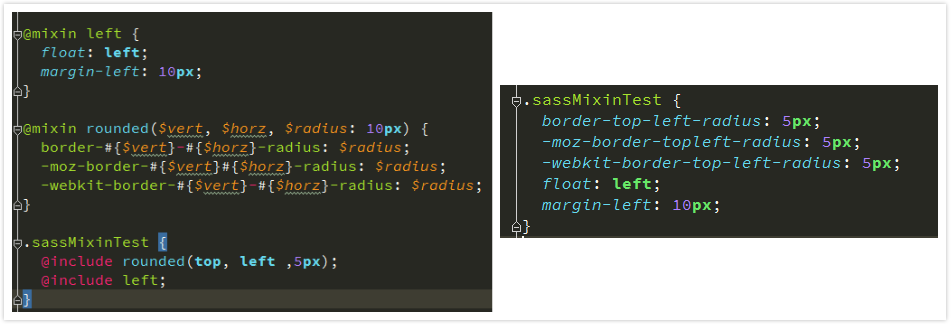 @mixin left {
float: left;
margin-left: 10px;
}
@mixin rounded($vert, $horz, $radius: 10px) {
border-#{$vert}-#{$horz}-radius: $radius;
-moz-border-#{$vert}#{$horz}-radius: $radius;
-webkit-border-#{$vert}-#{$horz}-radius: $radius;
}
.sassMixinTest {
@include rounded(top, left ,5px);
@include left;
}
.sassMixinTest {
border-top-left-radius: 5px;
-moz-border-topleft-radius: 5px;
-webkit-border-top-left-radius: 5px;
float: left;
margin-left: 10px;
}